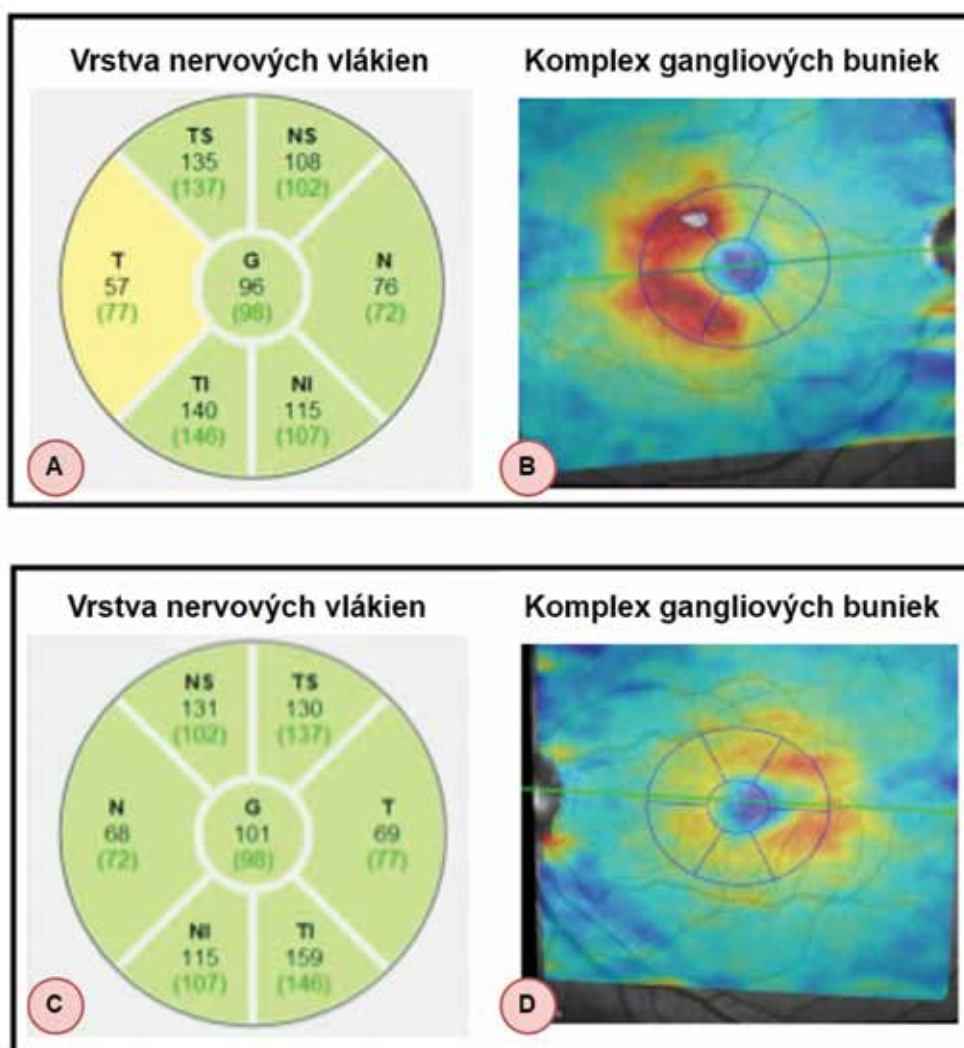 Vrstva nervových vlákien
Komplex gangliových buniek
TS
135
(137)
NS
108
(102)
T
57
(77)
G
96
(98)
N
76
(72)
TI
140
(146)
NI
115
(107)
A
B
Vrstva nervových vlákien
Komplex gangliových buniek
NS
131
(102)
TS
130
(137)
N
68
(72)
G
101
(98)
T
69
(77)
NI
115
(107)
TI
159
(146)
C
D